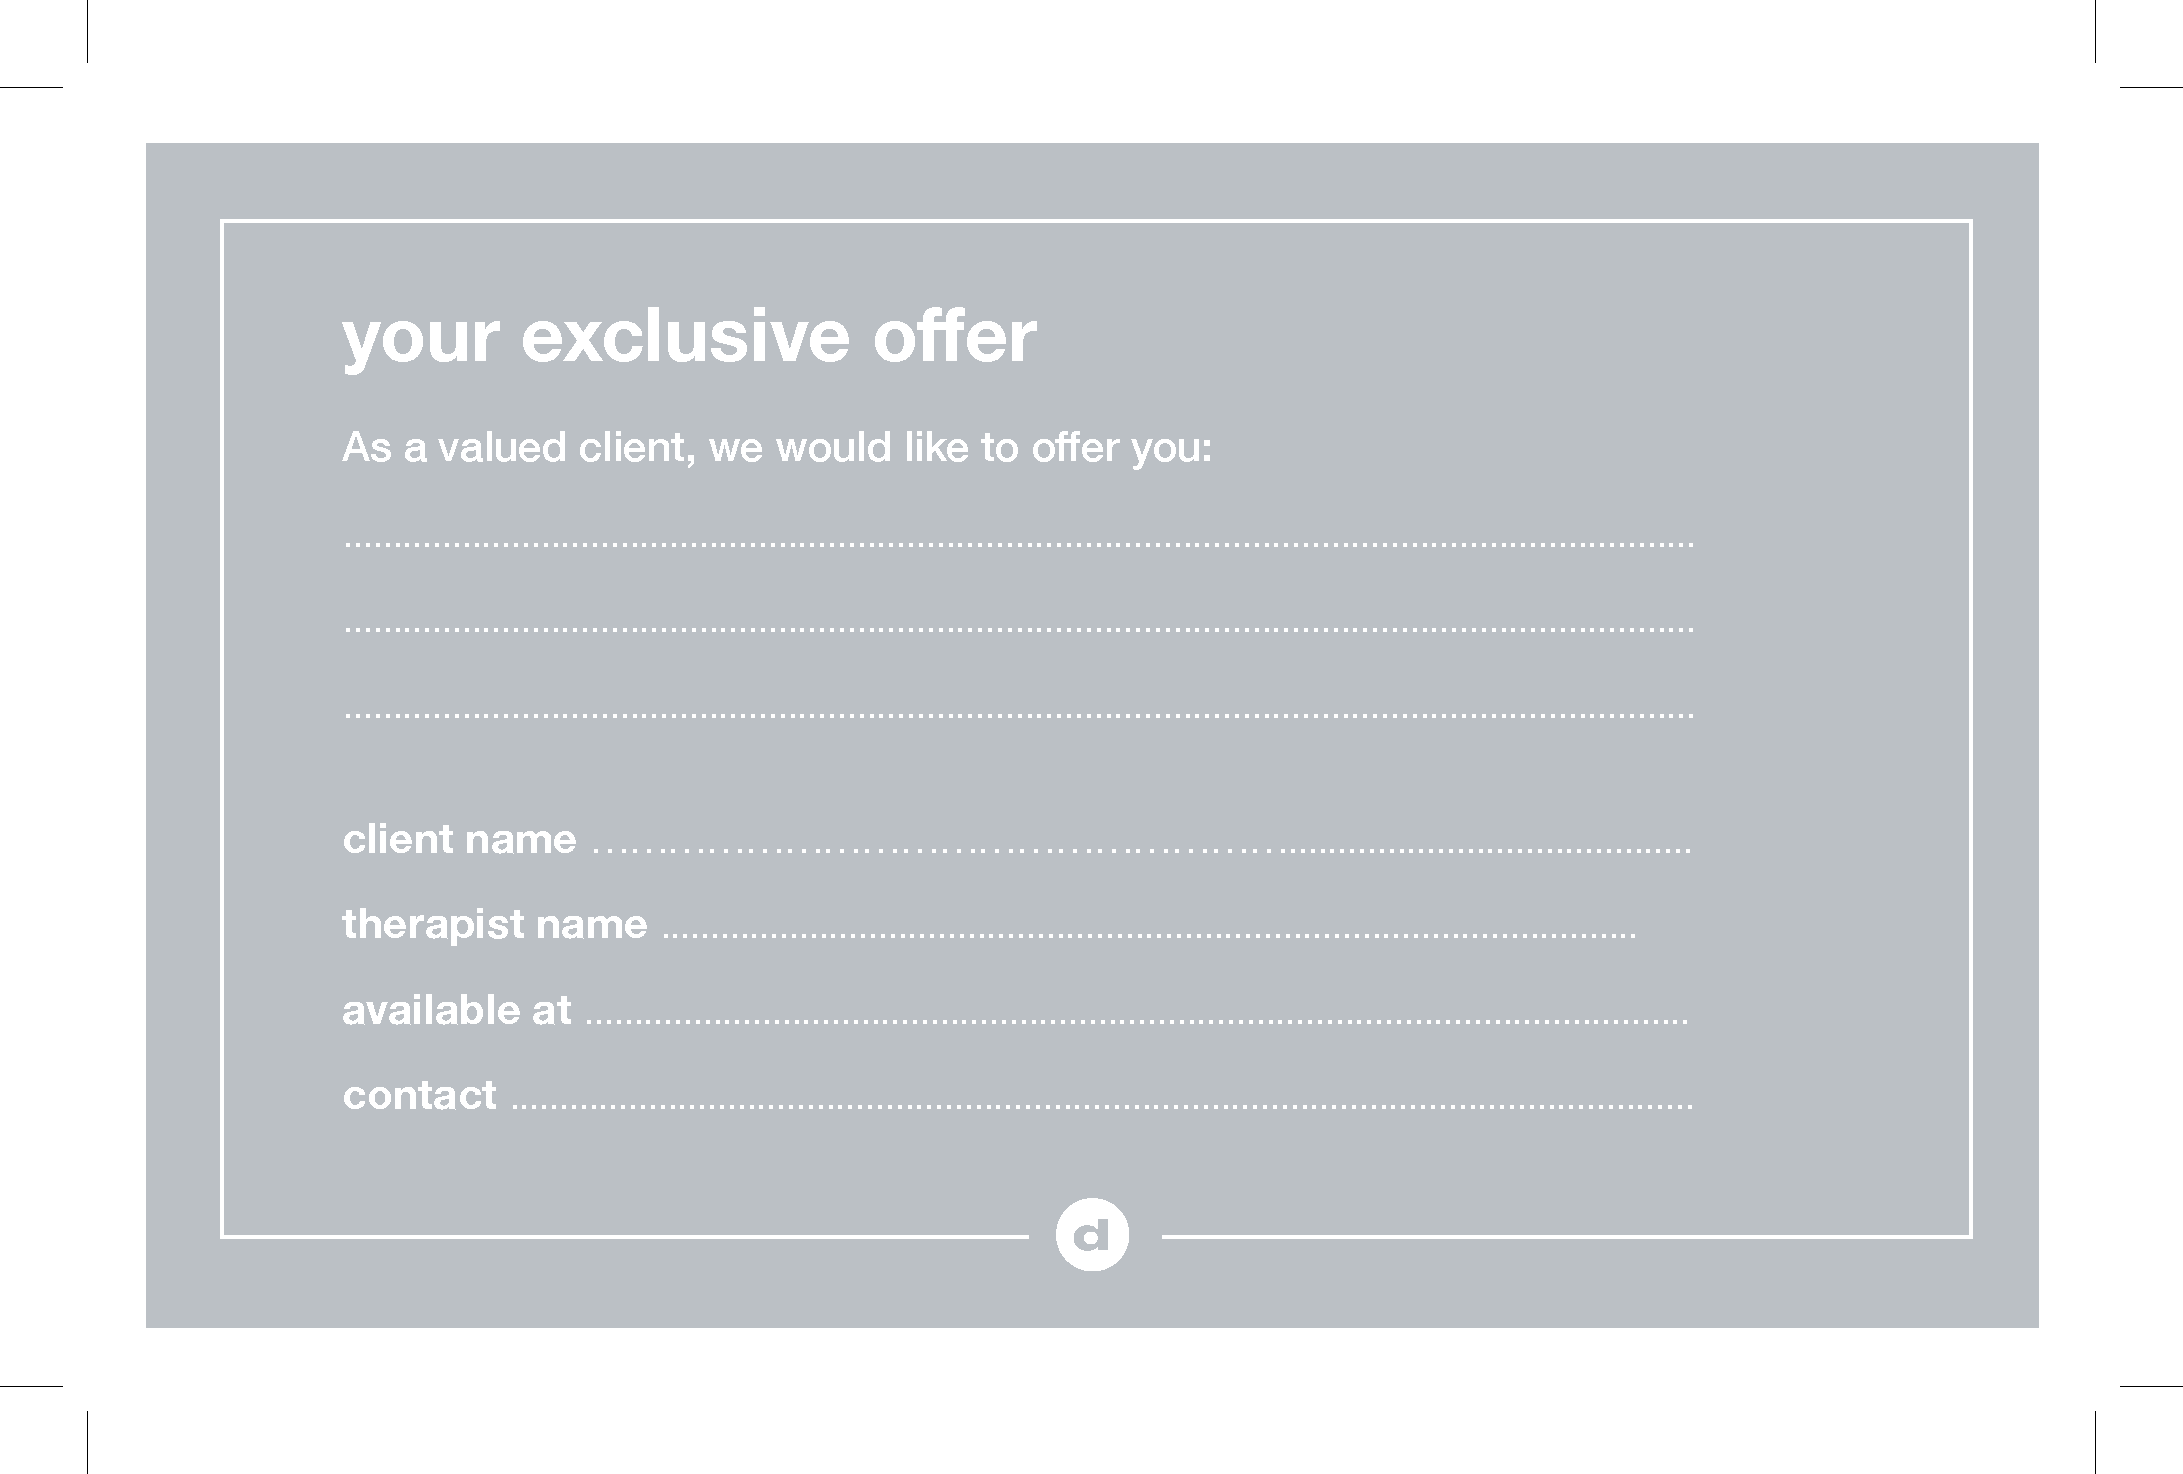 your exclusive offer
As a valued client, we would like to offer you:
................................................................................................................................
................................................................................................................................
................................................................................................................................
client name ……………………………………………….........................................
therapist name ...................................................................................................
available at ................................................................................................................
contact ........................................................................................................................
d